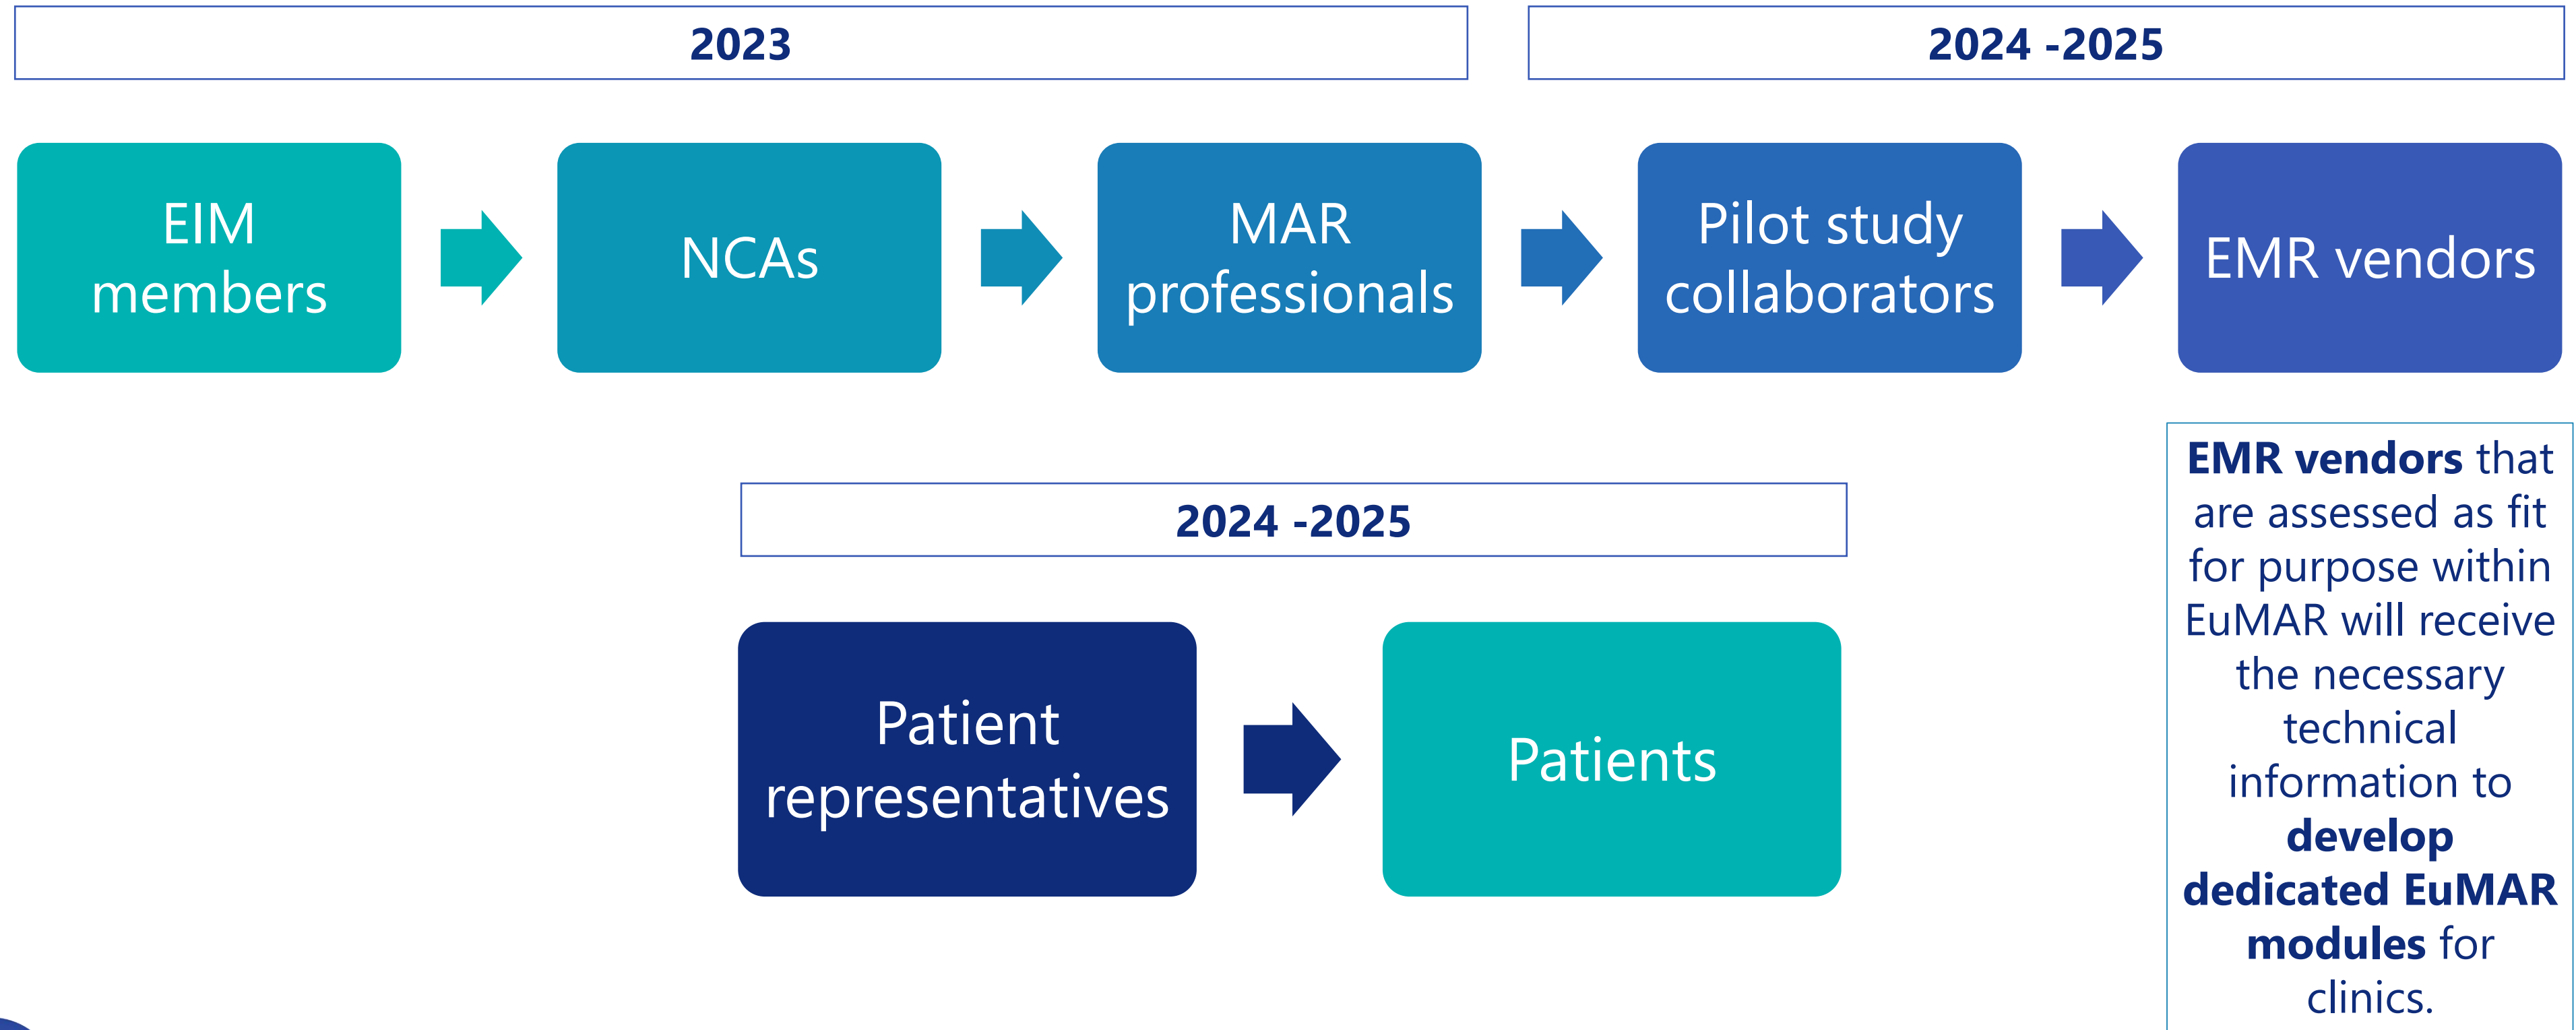 2023
2024 -2025
EIM
members
NCAs
MAR
professionals
Pilot study
collaborators
EMR vendors
EMR vendors that
are assessed as fit
for purpose within
EuMAR will receive
the necessary
technical
information to
develop
dedicated EuMAR
modules for
clinics.
2024 -2025
Patient
representatives
Patients